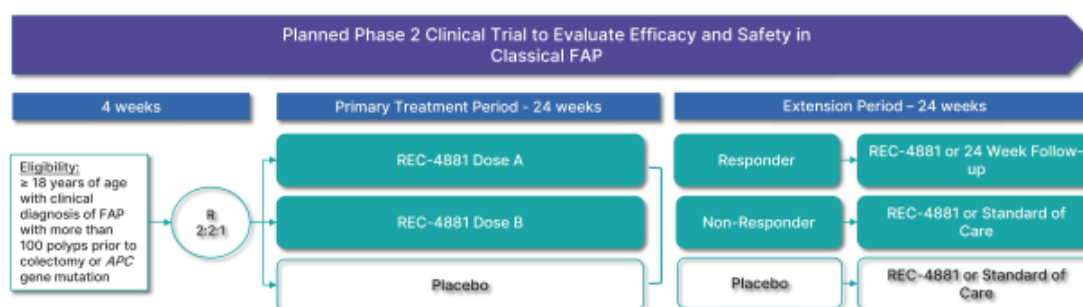 Planned Phase 2 Clinical Trial to Evaluate Efficacy and Safety in
Classical FAP
4 weeks
Primary Treatment Period - 24 weeks
Extension Period – 24 weeks
Eligibility:
≥ 18 years of age
with clinical
diagnosis of FAP
with more than
100 polyps prior to
colectomy or APC
gene mutation
R
2:2:1
REC-4881 Dose A
REC-4881 Dose B
Placebo
Responder
REC-4881 or 24 Week Follow-
up
Non-Responder
REC-4881 or Standard of
Care
Placebo
REC-4881 or Standard of
Care